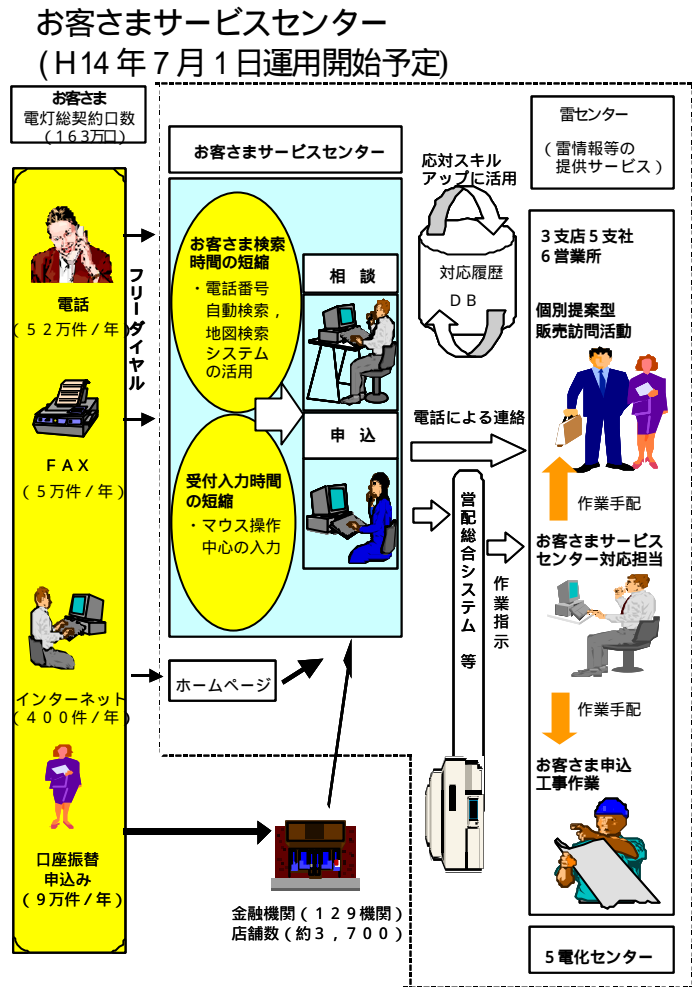 お客さまサービスセンター
(H14年7月1日運用開始予定)
お客さま
電灯総契約口数
（163万口）
電話
（52万件/年）
FAX
（5万件/年）
インターネット
（400件/年）
口座振替
申込み
（9万件/年）
フリーダイヤル
お客さまサービスセンター
お客さま検索
時間の短縮
・電話番号
自動検索，
地図検索
システム
の活用
受付入力時間
の短縮
・マウス操作
中心の入力
相談
申込
ホームページ
金融機関（129機関）
店舗数（約3，700）
応対スキル
アップに活用
対応履歴
DB
電話による連絡
営配総合システム 等
作業指示
雷センター
（雷情報等の
提供サービス）
3支店5支社
6営業所
個別提案型
販売訪問活動
作業手配
お客さまサービス
センター対応担当
作業手配
お客さま申込
工事作業
5電化センター